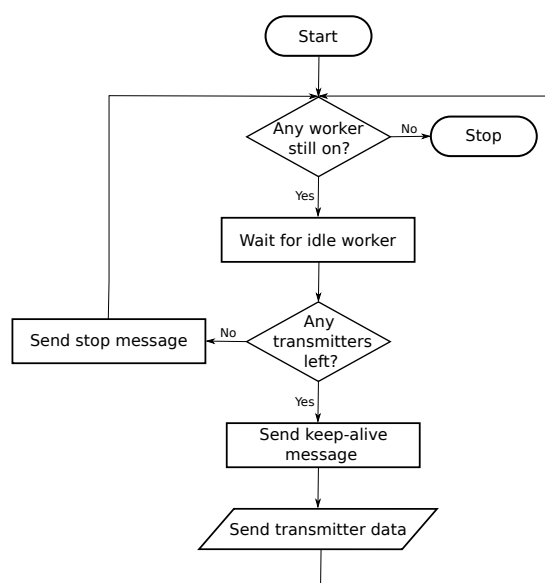 Start
Any worker
still on?
No
Stop
Yes
Wait for idle worker
Any
transmitters
left?
No
Send stop message
Yes
Send keep-alive
message
Send transmitter data